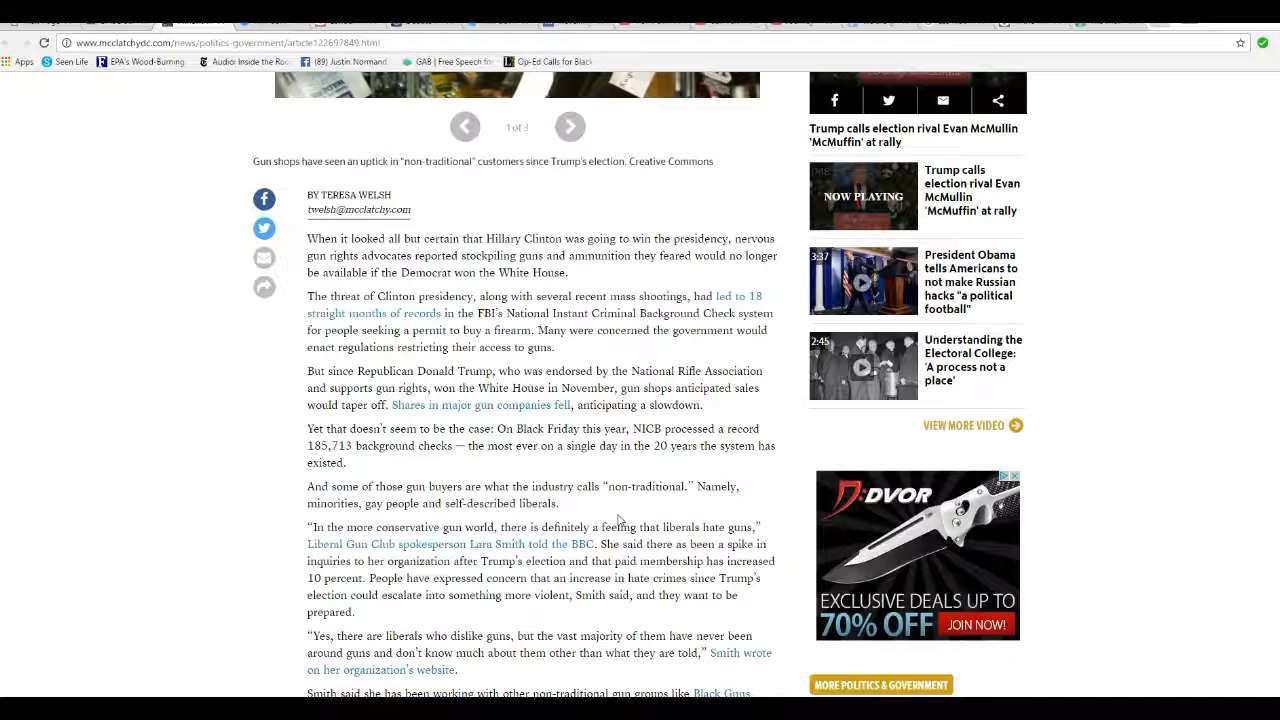 www.mcclatchydc.com/news/politics-government/article122697849.html
Apps
Seen Life
EPA's Wood-Burning
Audio: Inside the Roc
(89) Justin Normand
GAB | Free Speech for
Op-Ed Calls for Black
1 of 3
Gun shops have seen an uptick in "non-traditional" customers since Trump's election. Creative Commons
BY TERESA WELSH
twelsh@mcclatchy.com
When it looked all but certain that Hillary Clinton was going to win the presidency, nervous
gun rights advocates reported stockpiling guns and ammunition they feared would no longer
be available if the Democrat won the White House.
The threat of Clinton presidency, along with several recent mass shootings, had led to 18
straight months of records in the FBI's National Instant Criminal Background Check system
for people seeking a permit to buy a firearm. Many were concerned the government would
enact regulations restricting their access to guns.
But since Republican Donald Trump, who was endorsed by the National Rifle Association
and supports gun rights, won the White House in November, gun shops anticipated sales
would taper off. Shares in major gun companies fell, anticipating a slowdown.
Yet that doesn't seem to be the case: On Black Friday this year, NICB processed a record
185,713 background checks — the most ever on a single day in the 20 years the system has
existed.
And some of those gun buyers are what the industry calls "non-traditional." Namely,
minorities, gay people and self-described liberals.
"In the more conservative gun world, there is definitely a feeling that liberals hate guns,"
Liberal Gun Club spokesperson Lara Smith told the BBC. She said there as been a spike in
inquiries to her organization after Trump's election and that paid membership has increased
10 percent. People have expressed concern that an increase in hate crimes since Trump's
election could escalate into something more violent, Smith said, and they want to be
prepared.
"Yes, there are liberals who dislike guns, but the vast majority of them have never been
around guns and don't know much about them other than what they are told," Smith wrote
on her organization's website.
Smith said she has been working with other non-traditional gun groups like Black Guns
Trump calls election rival Evan McMullin
'McMuffin' at rally
NOW PLAYING
Trump calls
election rival Evan
McMullin
'McMuffin' at rally
3:37
President Obama
tells Americans to
not make Russian
hacks "a political
football"
2:45
Understanding the
Electoral College:
'A process not a
place'
VIEW MORE VIDEO
DVOR
EXCLUSIVE DEALS UP TO
70% OFF
JOIN NOW!
MORE POLITICS & GOVERNMENT